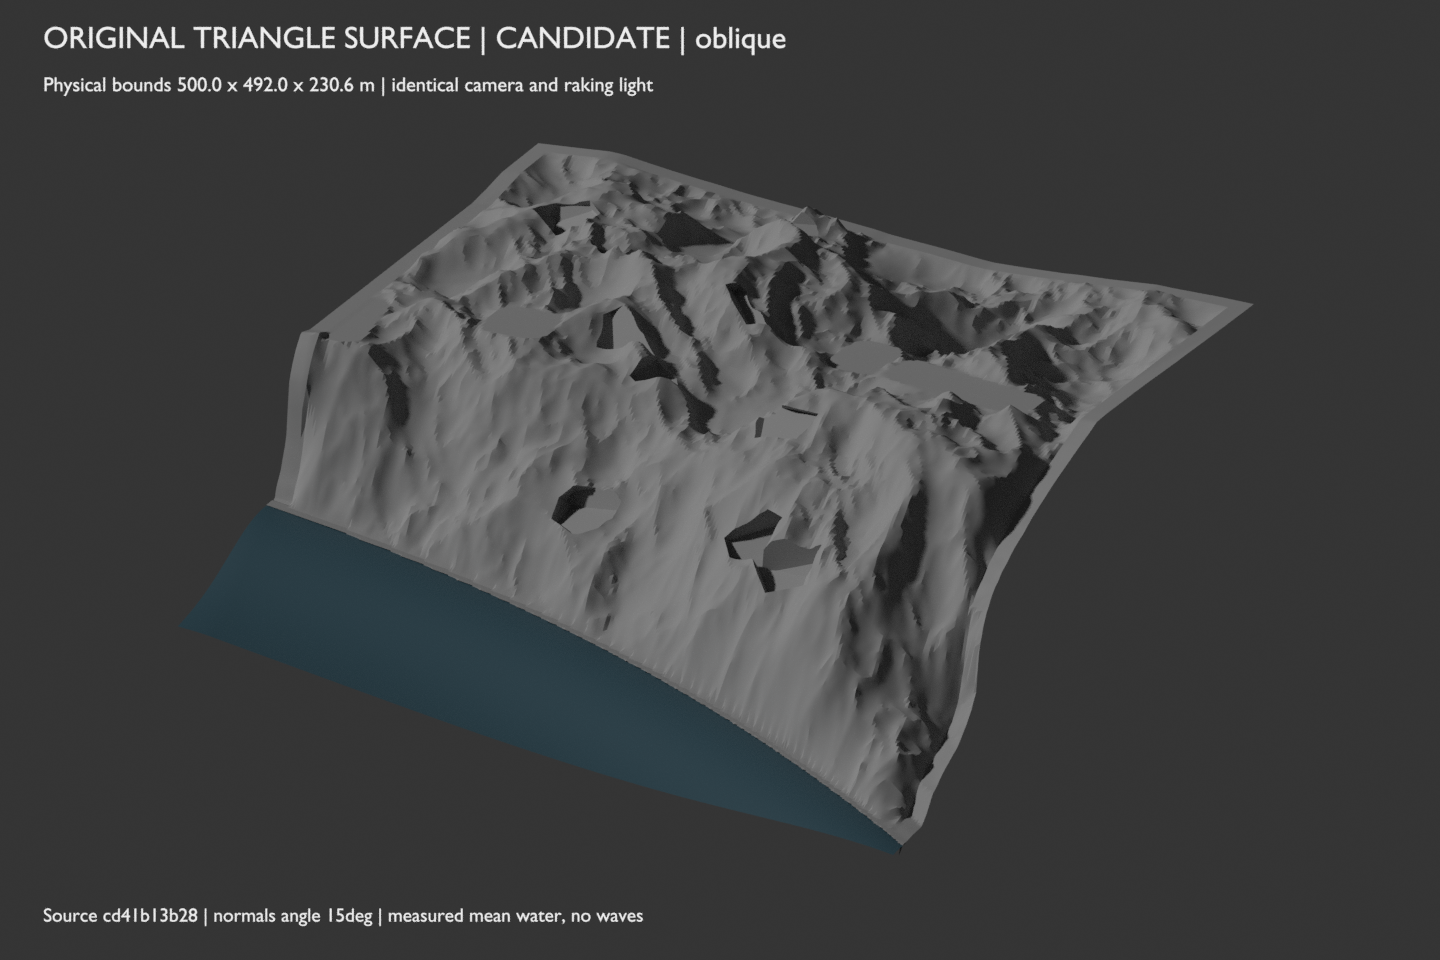 ORIGINAL TRIANGLE SURFACE | CANDIDATE | oblique
Physical bounds 500.0 x 492.0 x 230.6 m | identical camera and raking light
Source cd41b13b28 | normals angle 15deg | measured mean water, no waves